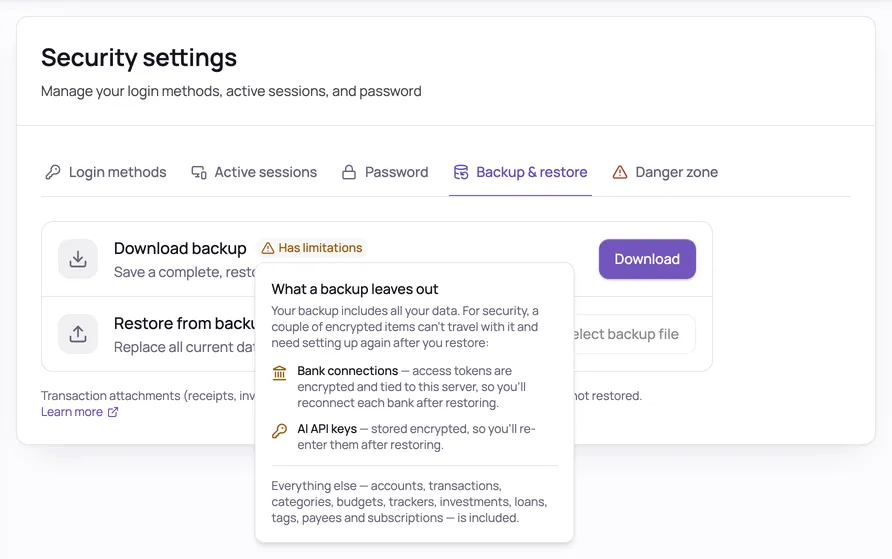 Security settings
Manage your login methods, active sessions, and password
Login methods
Active sessions
Password
Backup & restore
Danger zone
Download backup
Has limitations
Save a complete,
Download
Restore from
Replace all current
select backup file
Transaction attachments (receipts,
not restored.
Learn more
What a backup leaves out
Your backup includes all your data. For security, a
couple of encrypted items can't travel with it and
need setting up again after you restore:
Bank connections — access tokens are
encrypted and tied to this server, so you'll
reconnect each bank after restoring.
AI API keys — stored encrypted, so you'll re-
enter them after restoring.
Everything else — accounts, transactions,
categories, budgets, trackers, investments, loans,
tags, payees and subscriptions — is included.